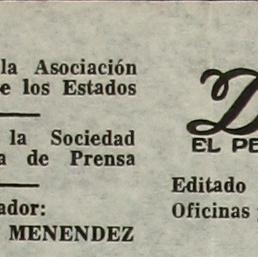 la Asociación
e los Estados
la Sociedad
a de Prensa
ador:
MENENDEZ
D
EL PE
Editado
Oficinas